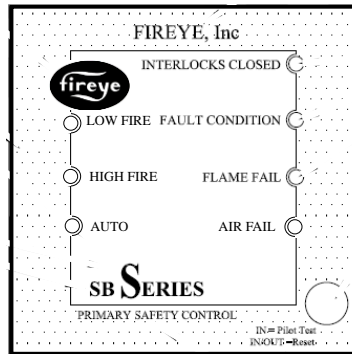 FIREYE, Inc
INTERLOCKS CLOSED
fireye
LOW FIRE FAULT CONDITION
HIGH FIRE FLAME FAIL
AUTO AIR FAIL
SB SERIES
PRIMARY SAFETY CONTROL
IN= Pilot Test
IN/OUT =Reset